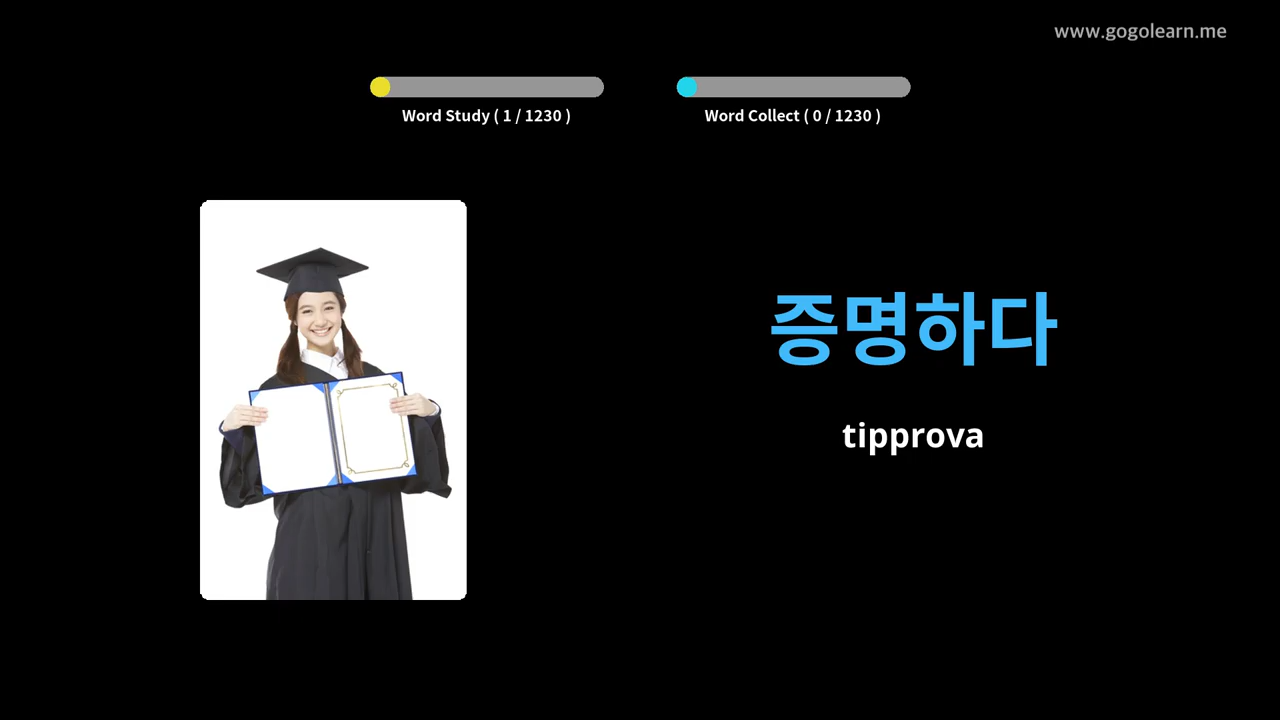 www.gogolearn.me
Word Study ( 1 / 1230 )
Word Collect ( 0 / 1230 )
증명하다
tipprova